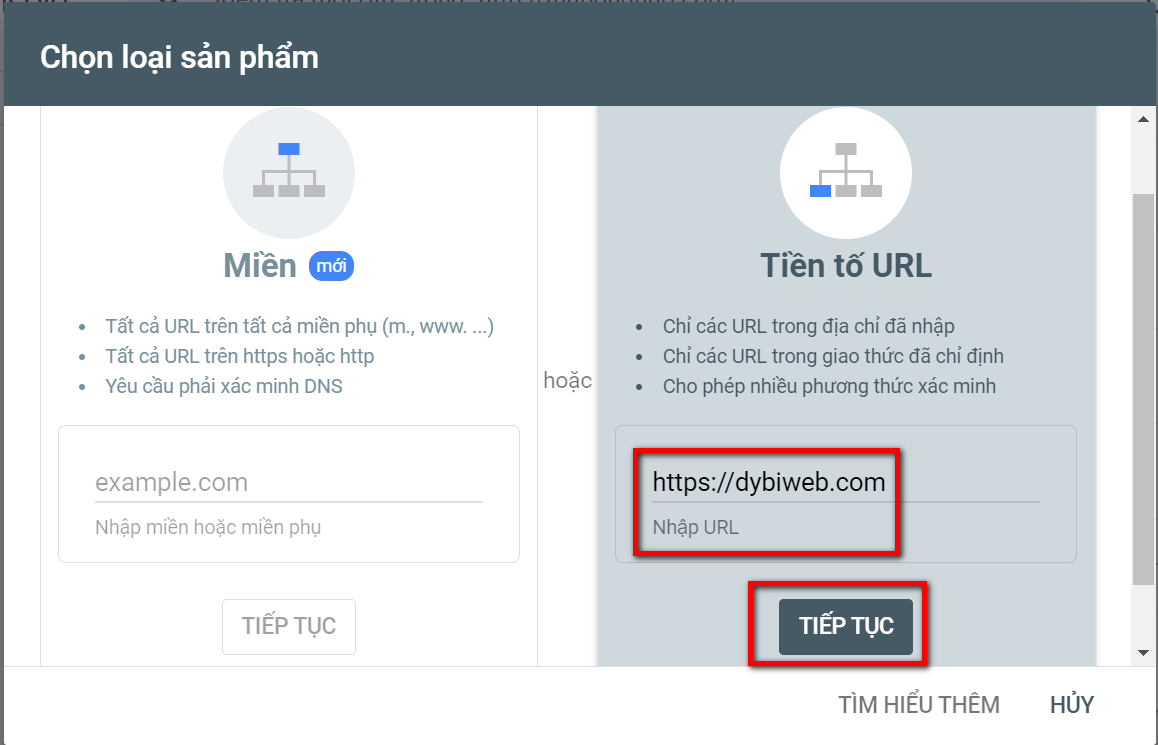 Chọn loại sản phẩm
Miền mới
• Tất cả URL trên tất cả miền phụ (m., www. ...)
• Tất cả URL trên https hoặc http
• Yêu cầu phải xác minh DNS
example.com
Nhập miền hoặc miền phụ
TIẾP TỤC
hoặc
Tiền tố URL
• Chỉ các URL trong địa chỉ đã nhập
• Chỉ các URL trong giao thức đã chỉ định
• Cho phép nhiều phương thức xác minh
https://dybiweb.com
Nhập URL
TIẾP TỤC
TÌM HIỂU THÊM
HỦY